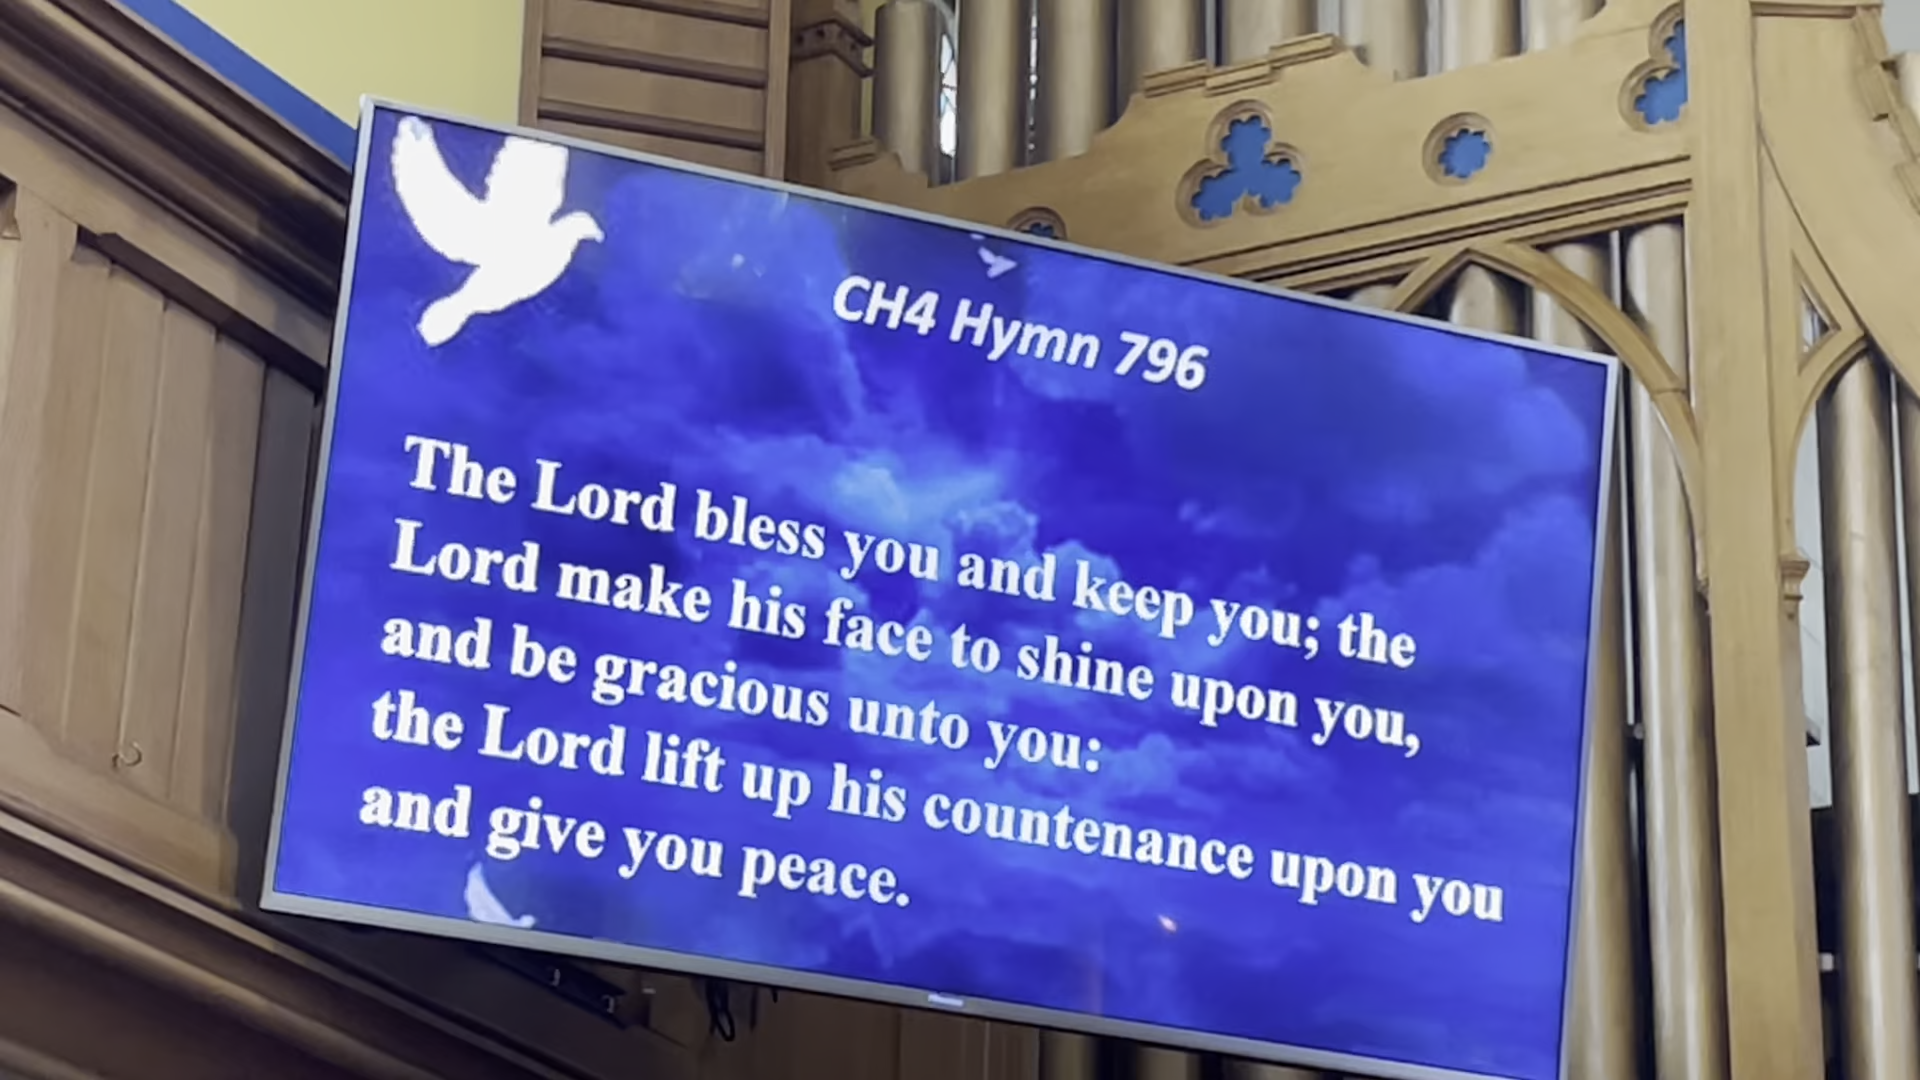 CH4 Hymn 796
The Lord bless you and keep you; the
Lord make his face to shine upon you,
and be gracious unto you:
the Lord lift up his countenance upon you
and give you peace.